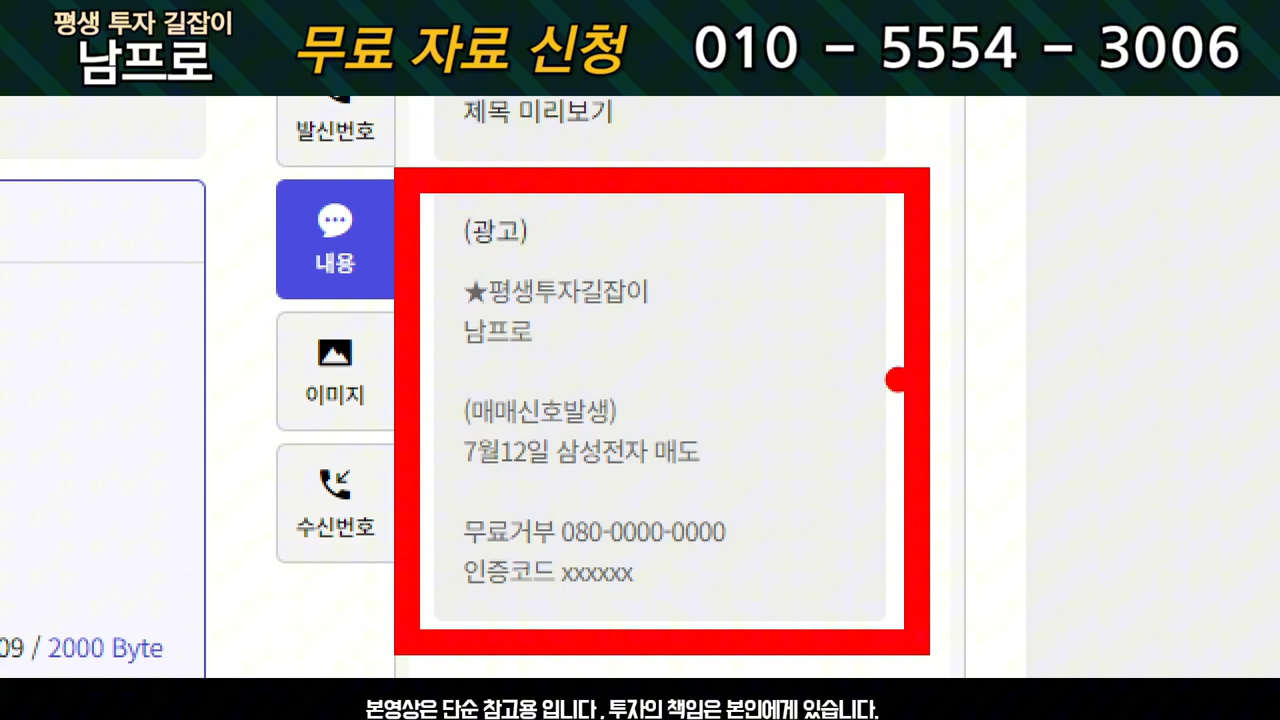 평생 투자 길잡이
남프로
무료 자료 신청
010 - 5554 - 3006
제목 미리보기
발신번호
내용
이미지
수신번호
(광고)
★평생투자길잡이
남프로
(매매신호발생)
7월12일 삼성전자 매도
무료거부 080-0000-0000
인증코드 xxxxxx
09 / 2000 Byte
본영상은 단순 참고용 입니다 , 투자의 책임은 본인에게 있습니다.